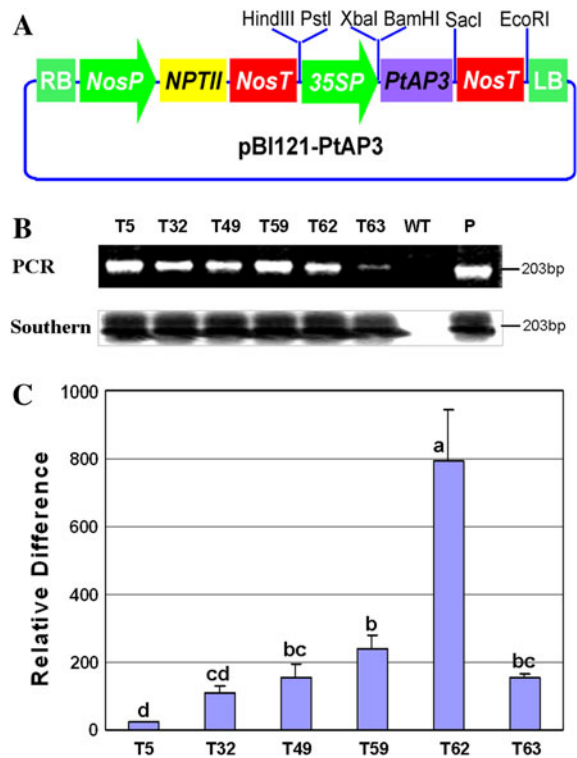 A
HindIII PstI XbaI BamHI SacI EcoRI
RB NosP NPTII NosT 35SP PtAP3 NosT LB
pBI121-PtAP3
B T5 T32 T49 T59 T62 T63 WT P
PCR 203bp
Southern 203bp
C
Relative Difference
1000
800
600
400
200
0
d cd bc b a bc
T5 T32 T49 T59 T62 T63